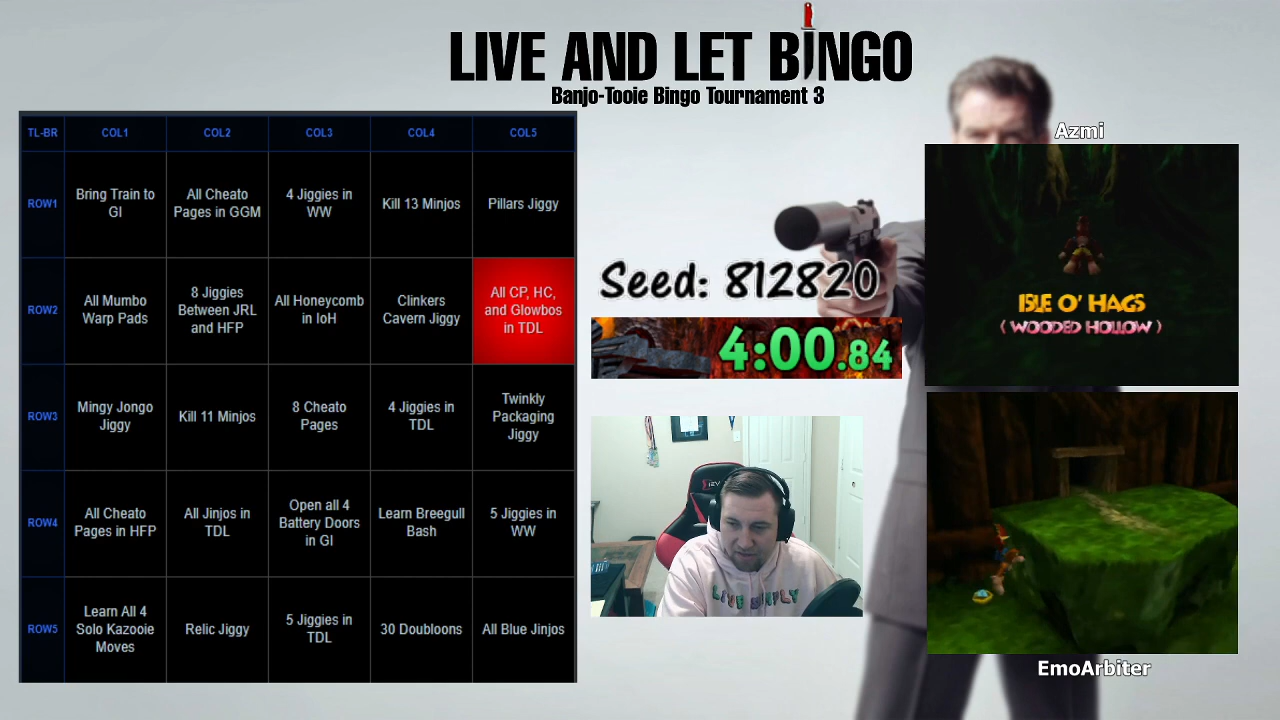 LIVE AND LET BINGO
Banjo-Tooie Bingo Tournament 3
TL-BR COL1 COL2 COL3 COL4 COL5
ROW1
Bring Train to
GI
All Cheato
Pages in GGM
4 Jiggies in
WW
Kill 13 Minjos
Pillars Jiggy
ROW2
All Mumbo
Warp Pads
8 Jiggies
Between JRL
and HFP
All Honeycomb
in IoH
Clinkers
Cavern Jiggy
All CP, HC,
and Glowbos
in TDL
ROW3
Mingy Jongo
Jiggy
Kill 11 Minjos
8 Cheato
Pages
4 Jiggies in
TDL
Twinkly
Packaging
Jiggy
ROW4
All Cheato
Pages in HFP
All Jinjos in
TDL
Open all 4
Battery Doors
in GI
Learn Breegull
Bash
5 Jiggies in
WW
ROW5
Learn All 4
Solo Kazooie
Moves
Relic Jiggy
5 Jiggies in
TDL
30 Doubloons
All Blue Jinjos
Seed: 812820
4:00.84
Azmi
ISLE O' HAGS
( WOODED HOLLOW )
EmoArbiter